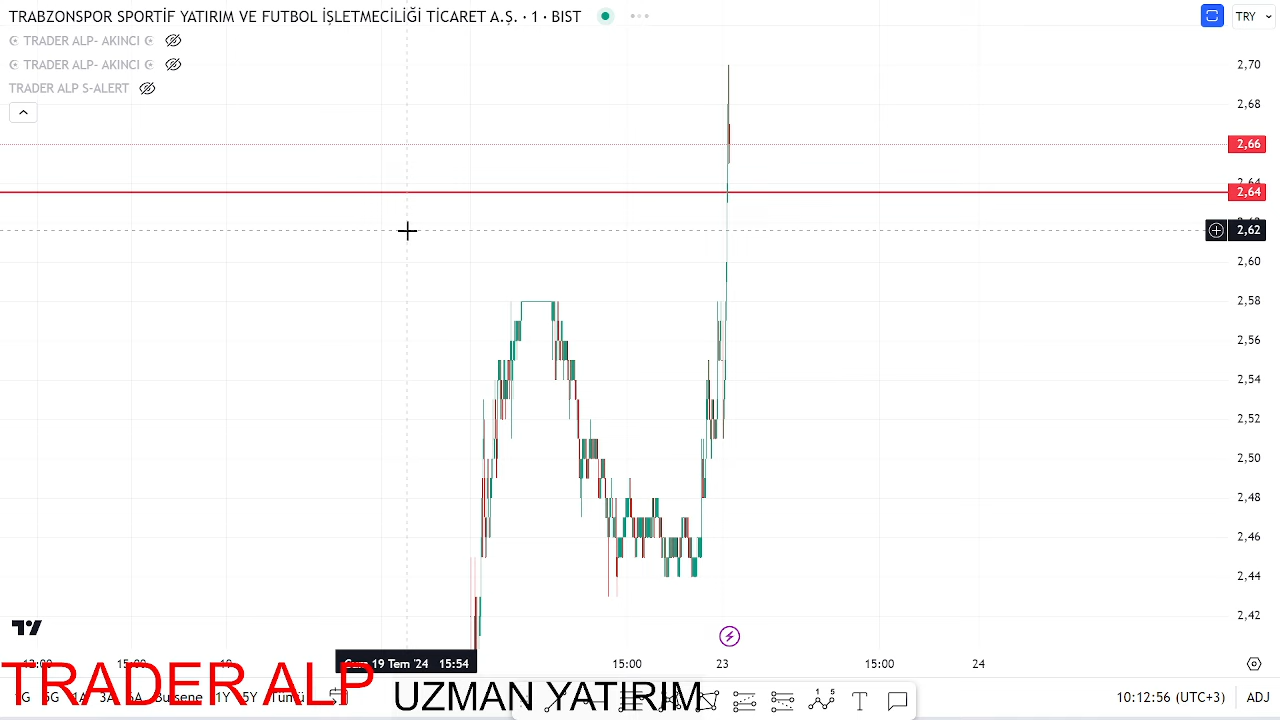 TRABZONSPOR SPORTİF YATIRIM VE FUTBOL İŞLETMECİLİĞİ TİCARET A.Ş. · 1 · BIST
TRY
TRADER ALP- AKINCI
TRADER ALP- AKINCI
TRADER ALP S-ALERT
2,70
2,68
2,66
2,64
2,62
2,60
2,58
2,56
2,54
2,52
2,50
2,48
2,46
2,44
2,42
19 Tem '24 15:54
15:00
23
15:00
24
TRADER ALP
UZMAN YATIRIM
10:12:56 (UTC+3)
ADJ